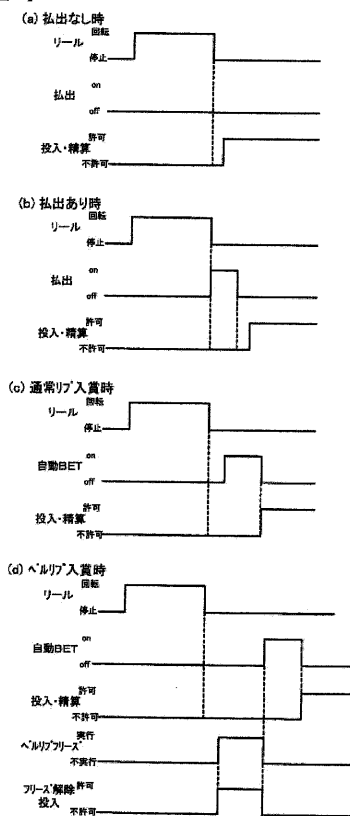 (a) 払出なし時
回転
リール
停止
on
払出
off
許可
投入・精算
不許可
(b) 払出あり時
回転
リール
停止
on
払出
off
許可
投入・精算
不許可
(c) 通常リプ入賞時
回転
リール
停止
on
自動BET
off
許可
投入・精算
不許可
(d) ベルリプ入賞時
回転
リール
停止
on
自動BET
off
許可
投入・精算
不許可
実行
ベルリプフリーズ
不実行
フリーズ解除 許可
投入
不許可